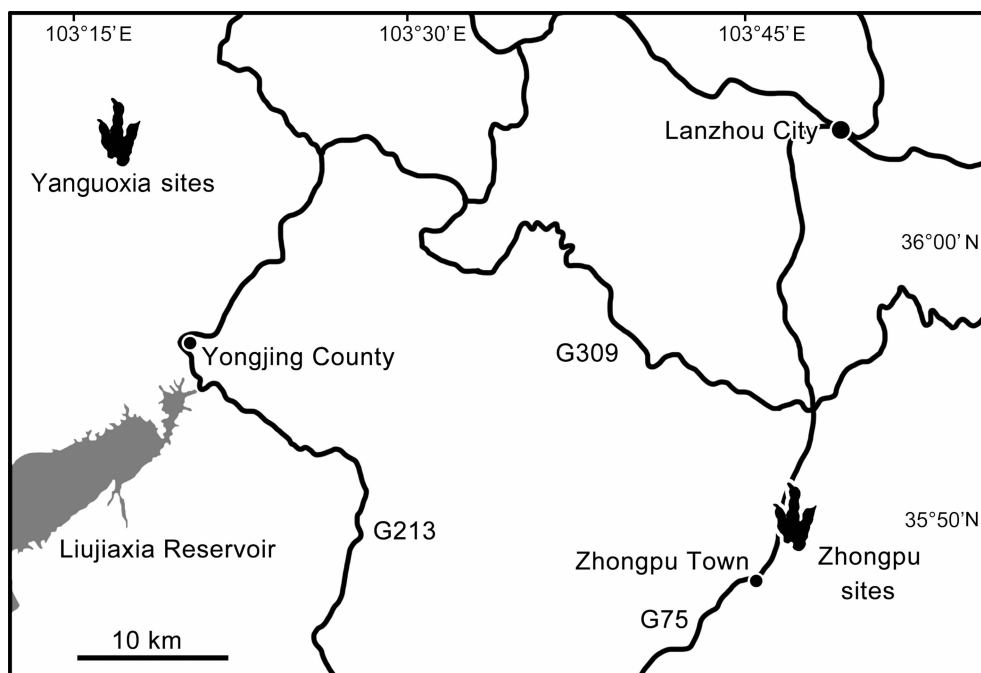 103°15' E
103°30' E
103°45' E
Lanzhou City
Yanguoxia sites
36°00' N
Yongjing County
G309
35°50'N
G213
Liujiaxia Reservoir
Zhongpu Town
Zhongpu
sites
G75
10 km